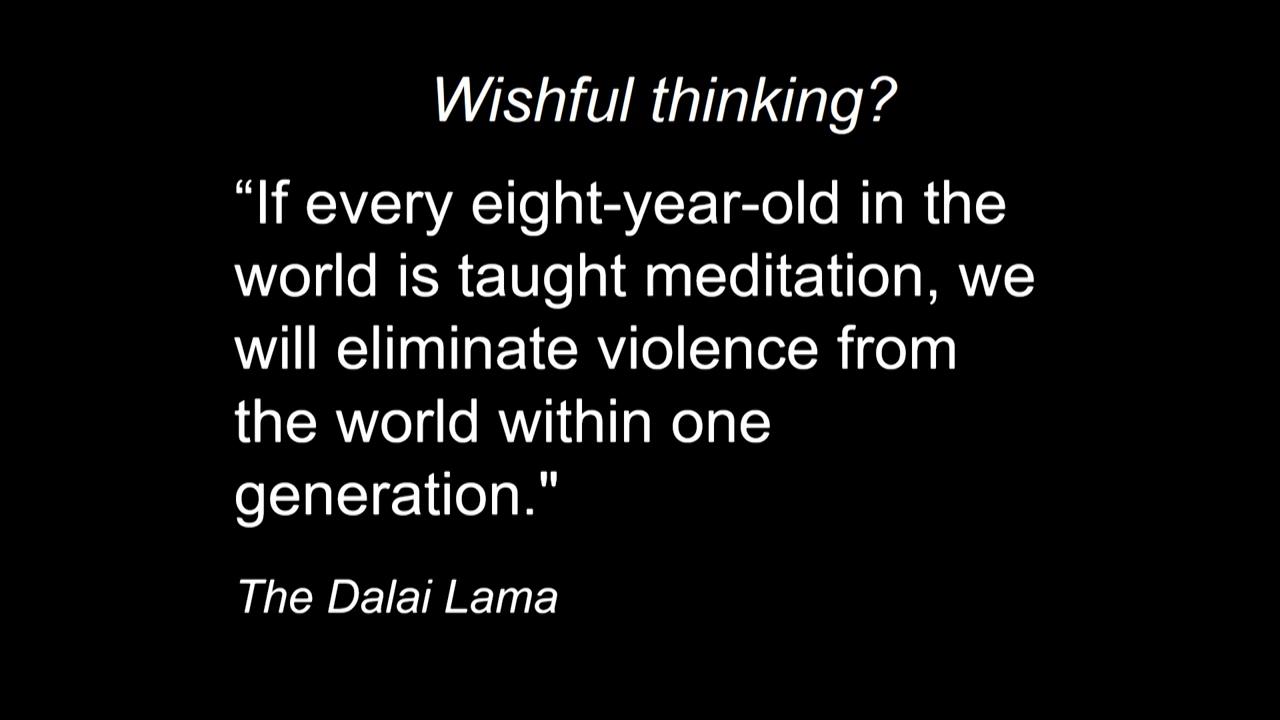 Wishful thinking?
“If every eight-year-old in the
world is taught meditation, we
will eliminate violence from
the world within one
generation."
The Dalai Lama